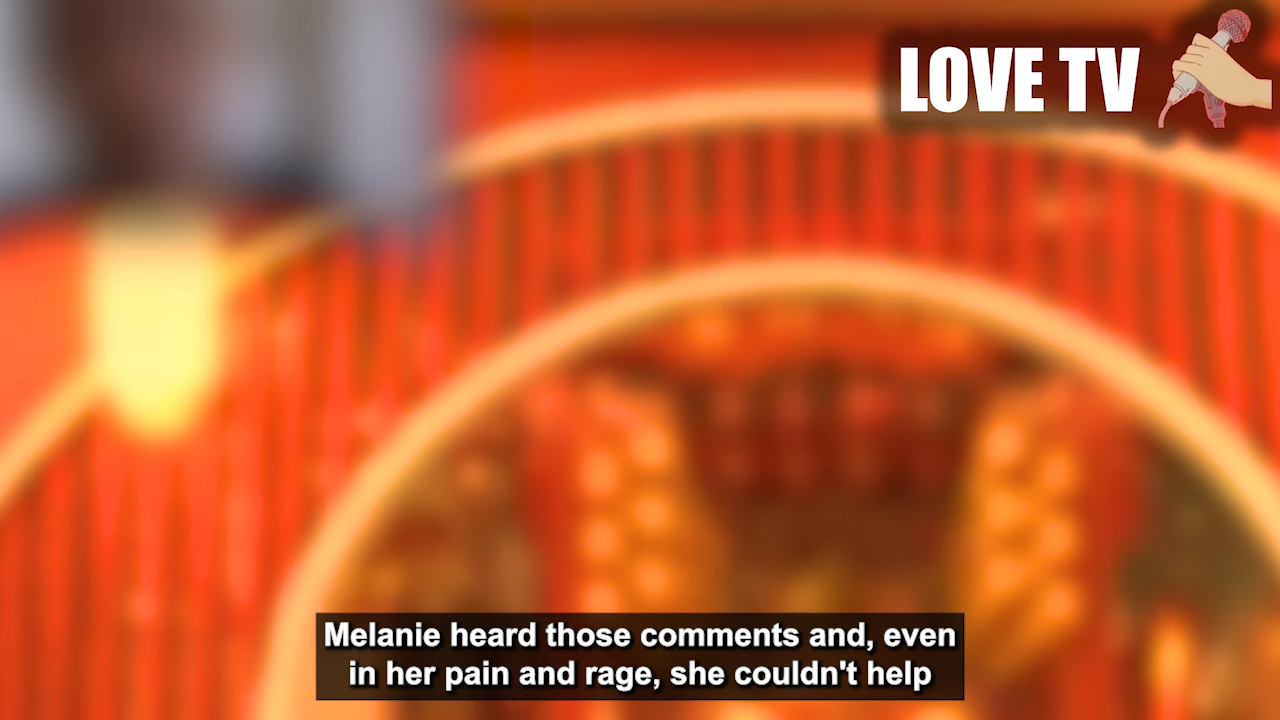 LOVE TV
Melanie heard those comments and, even
in her pain and rage, she couldn't help